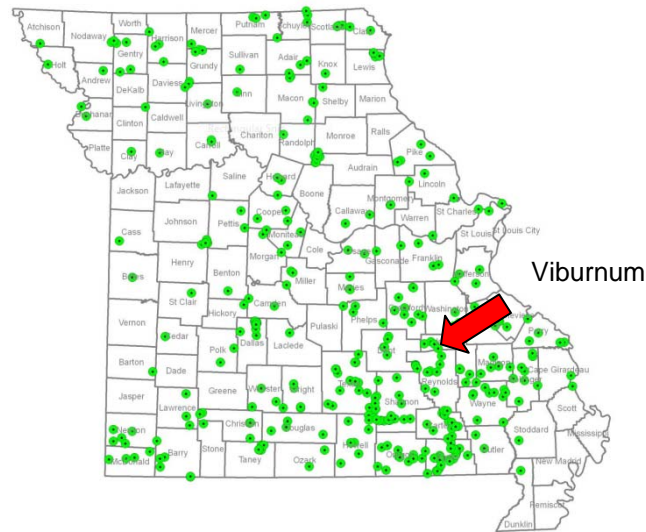 Atchison
Nodaway
Worth
Harrison
Mercer
Putnam
Schuyler
Scotland
Clark
Holt
Andrew
Gentry
DeKalb
Daviess
Grundy
Sullivan
Adair
Knox
Lewis
Buchanan
Clinton
Caldwell
Livingston
Linn
Macon
Shelby
Marion
Platte
Clay
Ray
Carroll
Chariton
Randolph
Monroe
Ralls
Pike
Jackson
Lafayette
Saline
Howard
Boone
Audrain
Lincoln
Cass
Johnson
Pettis
Cooper
Moniteau
Callaway
Montgomery
Warren
St Charles
St Louis
St Louis City
Bates
Henry
Benton
Morgan
Cole
Miller
Osage
Gasconade
Franklin
Jefferson
Viburnum
Vernon
St Clair
Hickory
Camden
Pulaski
Maries
Phelps
Crawford
Washington
Perry
Cedar
Barton
Dade
Polk
Dallas
Laclede
Dent
Reynolds
Madison
Cape Girardeau
Jasper
Greene
Webster
Wright
Texas
Shannon
Wayne
Scott
Lawrence
Christian
Douglas
Howell
Carter
Stoddard
Mississippi
Newton
McDonald
Barry
Stone
Taney
Ozark
Butler
New Madrid
Dunklin
Pemiscot